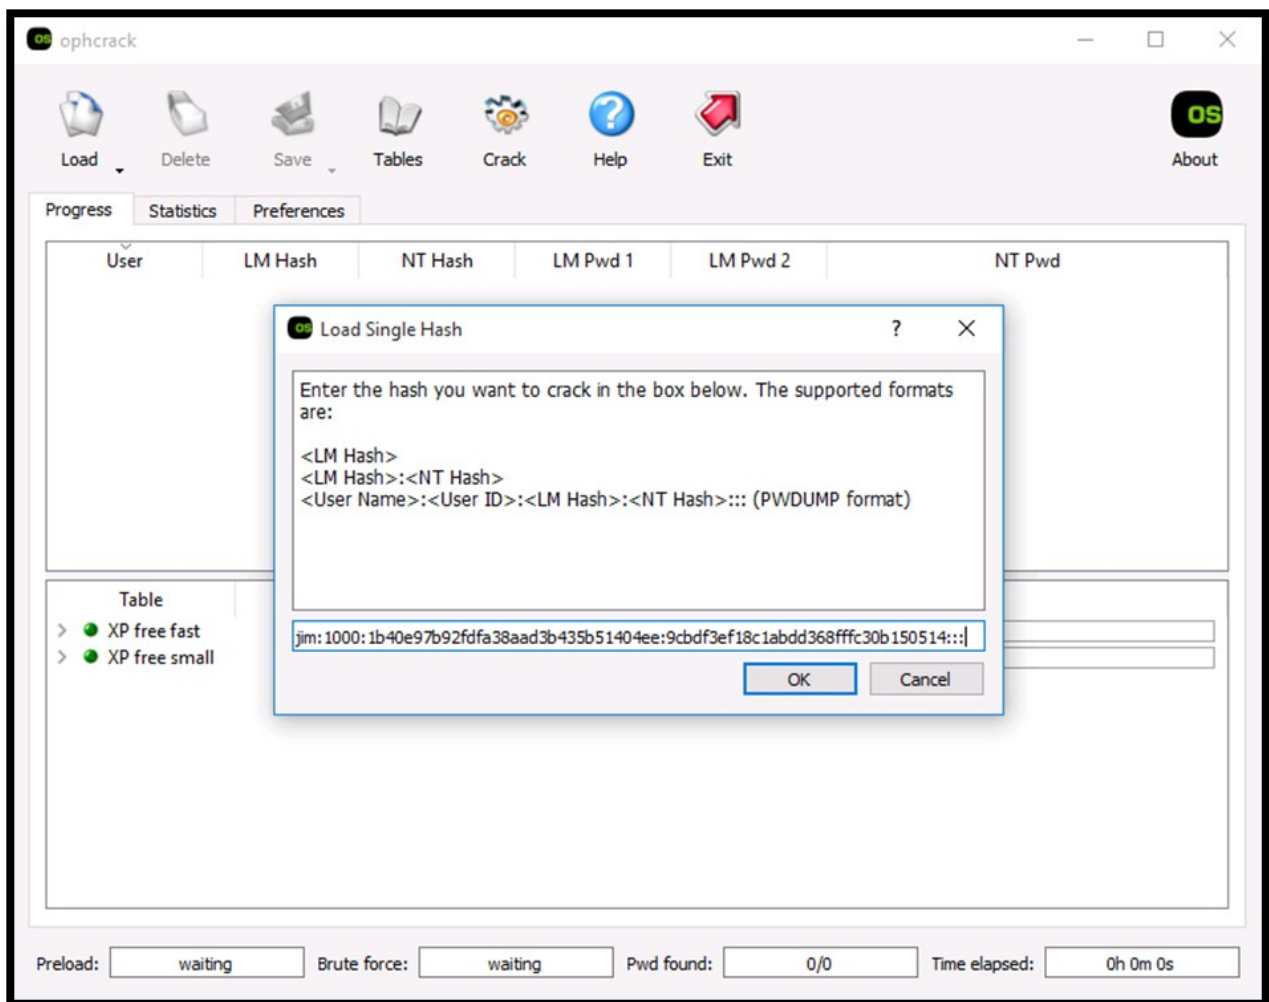 OS ophcrack
OS
Load Delete Save Tables Crack Help Exit About
Progress Statistics Preferences
User LM Hash NT Hash LM Pwd 1 LM Pwd 2 NT Pwd
OS Load Single Hash ?
Enter the hash you want to crack in the box below. The supported formats
are:
<LM Hash>
<LM Hash>:<NT Hash>
<User Name>:<User ID>:<LM Hash>:<NT Hash>::: (PWDUMP format)
jim:1000:1b40e97b92fdfa38aad3b435b51404ee:9cbdf3ef18c1abdd368fffc30b150514:::
OK Cancel
Table
XP free fast
XP free small
Preload: waiting Brute force: waiting Pwd found: 0/0 Time elapsed: 0h 0m 0s